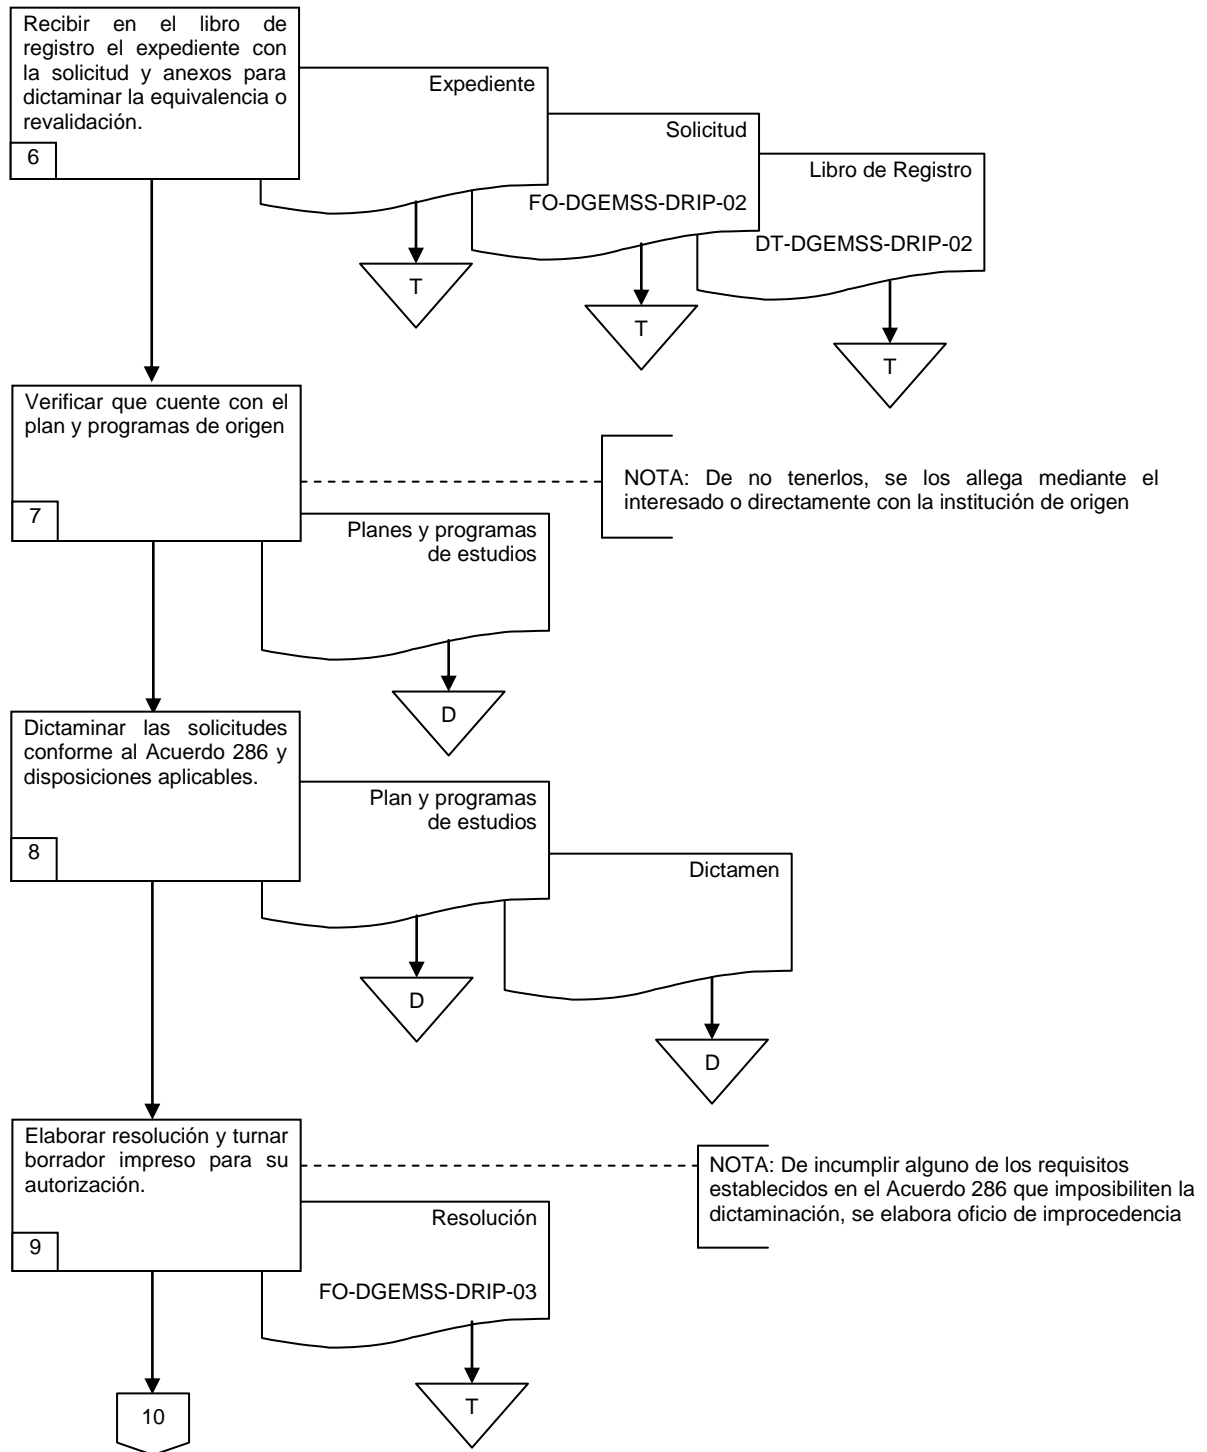 Recibir en el libro de
registro el expediente con
la solicitud y anexos para
dictaminar la equivalencia o
revalidación.
6
Expediente
T
Solicitud
FO-DGEMSS-DRIP-02
T
Libro de Registro
DT-DGEMSS-DRIP-02
T
Verificar que cuente con el
plan y programas de origen
7
NOTA: De no tenerlos, se los allega mediante el
interesado o directamente con la institución de origen
Planes y programas
de estudios
D
Dictaminar las solicitudes
conforme al Acuerdo 286 y
disposiciones aplicables.
8
Plan y programas
de estudios
D
Dictamen
D
Elaborar resolución y turnar
borrador impreso para su
autorización.
9
NOTA: De incumplir alguno de los requisitos
establecidos en el Acuerdo 286 que imposibiliten la
dictaminación, se elabora oficio de improcedencia
Resolución
FO-DGEMSS-DRIP-03
T
10